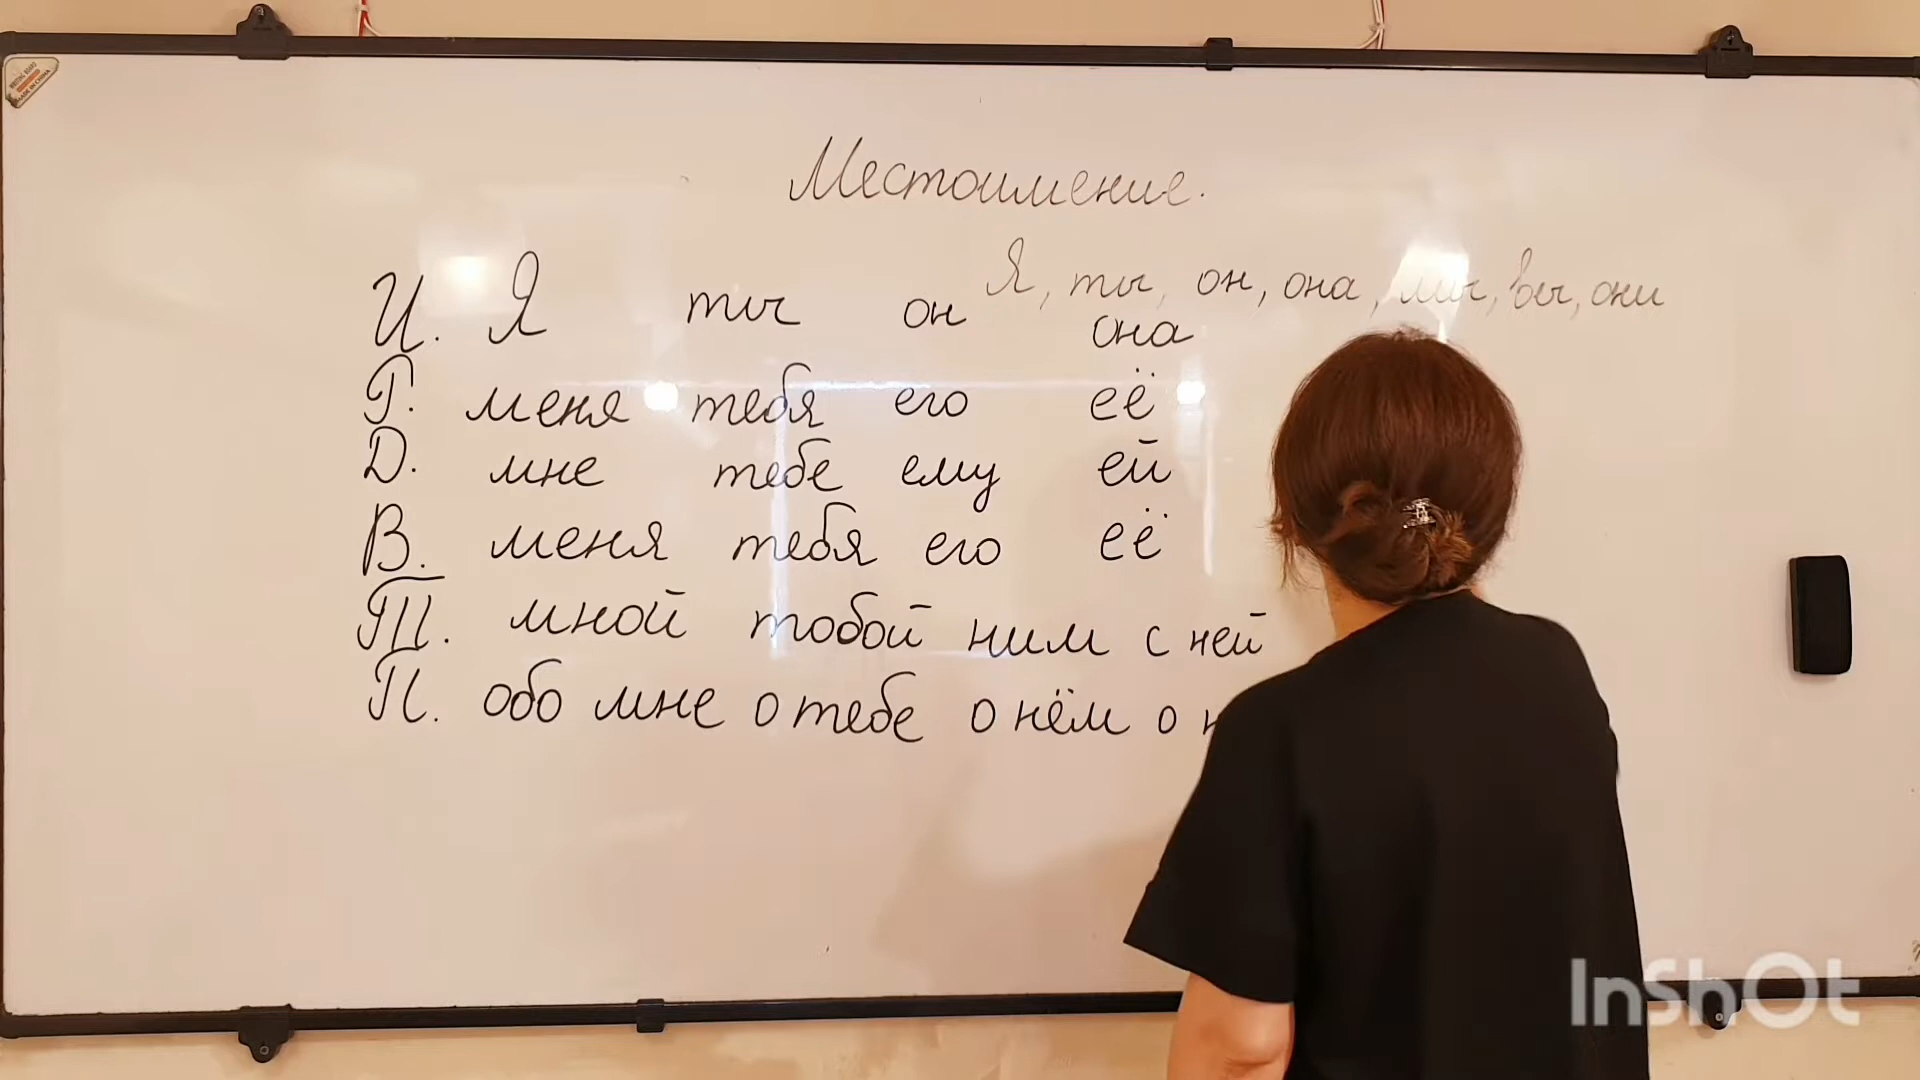 Местоимение.
Я, ты, он, она, мы, вы, они
И. Я ты он она
Р. меня тебя его её
Д. мне тебе ему ей
В. меня тебя его её
Т. мной тобой ним с ней
П. обо мне о тебе о нём о н
InShOt